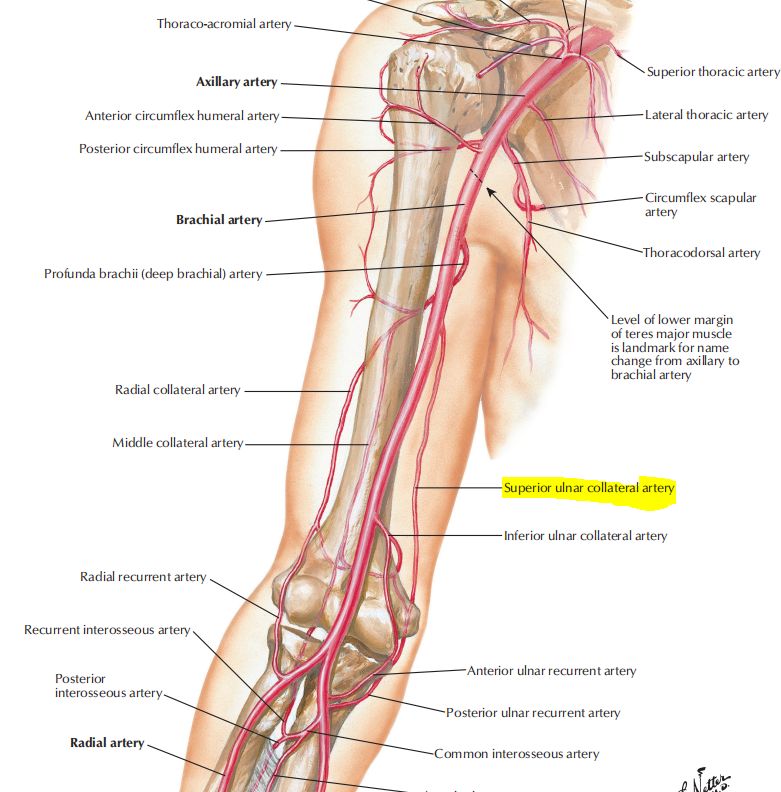 Thoraco-acromial artery
Superior thoracic artery
Axillary artery
Lateral thoracic artery
Anterior circumflex humeral artery
Posterior circumflex humeral artery
Subscapular artery
Circumflex scapular
artery
Brachial artery
Thoracodorsal artery
Profunda brachii (deep brachial) artery
Level of lower margin
of teres major muscle
is landmark for name
change from axillary to
brachial artery
Radial collateral artery
Middle collateral artery
Superior ulnar collateral artery
Inferior ulnar collateral artery
Radial recurrent artery
Recurrent interosseous artery
Anterior ulnar recurrent artery
Posterior
interosseous artery
Posterior ulnar recurrent artery
Radial artery
Common interosseous artery
Netter